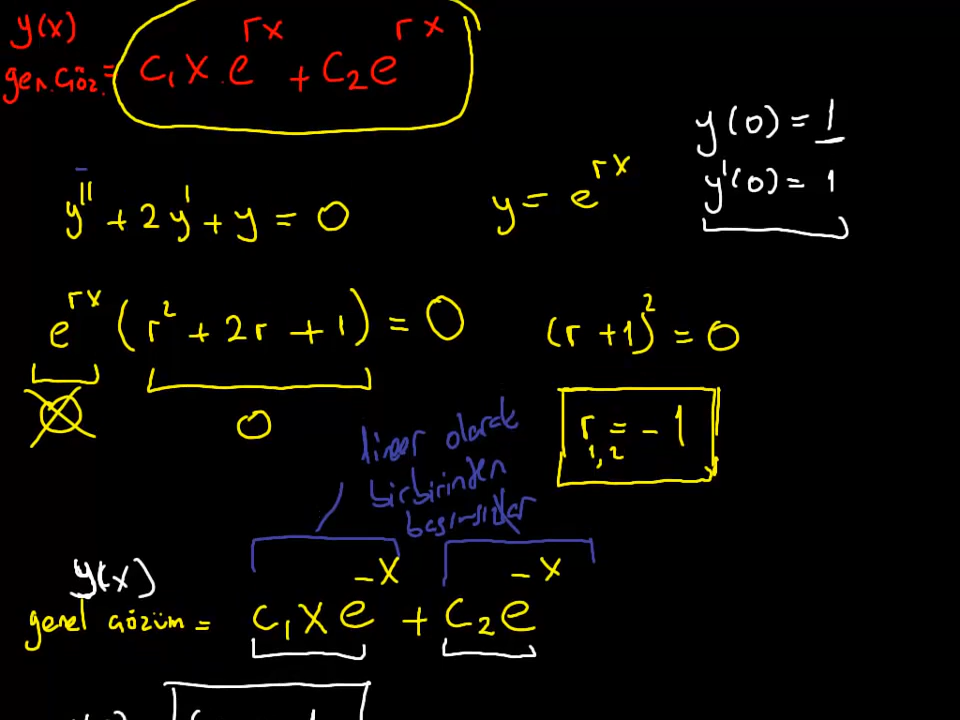 y(x)
gen. çöz. = c₁x.e^rx + c₂e^rx
y(0) = 1
y'(0) = 1
y'' + 2y' + y = 0
y = e^rx
e^rx (r² + 2r + 1) = 0
(r + 1)² = 0
0
0
r₁,₂ = -1
lineer olarak
birbirinden
bağımsızlar
y(x)
genel çözüm = c₁xe^-x + c₂e^-x